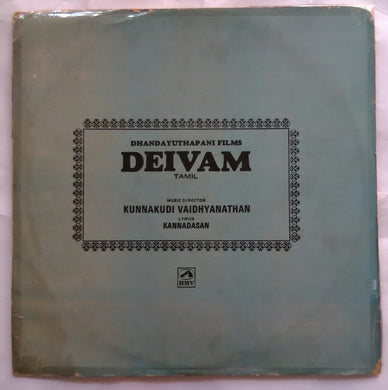 DHANDAYUTHAPANI FILMS
DEIVAM
TAMIL
MUSIC DIRECTOR
KUNNAKUDI VAIDHYANATHAN
LYRICS
KANNADASAN
HMV